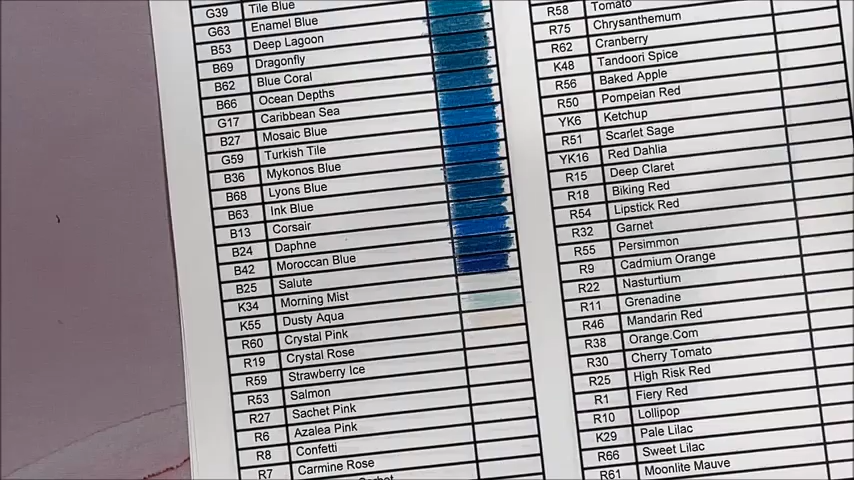 G39 Tile Blue
G63 Enamel Blue
B53 Deep Lagoon
B69 Dragonfly
B62 Blue Coral
B66 Ocean Depths
G17 Caribbean Sea
B27 Mosaic Blue
G59 Turkish Tile
B36 Mykonos Blue
B68 Lyons Blue
B63 Ink Blue
B13 Corsair
B24 Daphne
B42 Moroccan Blue
B25 Salute
K34 Morning Mist
K55 Dusty Aqua
R60 Crystal Pink
R19 Crystal Rose
R59 Strawberry Ice
R53 Salmon
R27 Sachet Pink
R6 Azalea Pink
R8 Confetti
R7 Carmine Rose
R58 Tomato
R75 Chrysanthemum
R62 Cranberry
K48 Tandoori Spice
R56 Baked Apple
R50 Pompeian Red
YK6 Ketchup
R51 Scarlet Sage
YK16 Red Dahlia
R15 Deep Claret
R18 Biking Red
R54 Lipstick Red
R32 Garnet
R55 Persimmon
R9 Cadmium Orange
R22 Nasturtium
R11 Grenadine
R46 Mandarin Red
R38 Orange.Com
R30 Cherry Tomato
R25 High Risk Red
R1 Fiery Red
R10 Lollipop
K29 Pale Lilac
R66 Sweet Lilac
R61 Moonlite Mauve